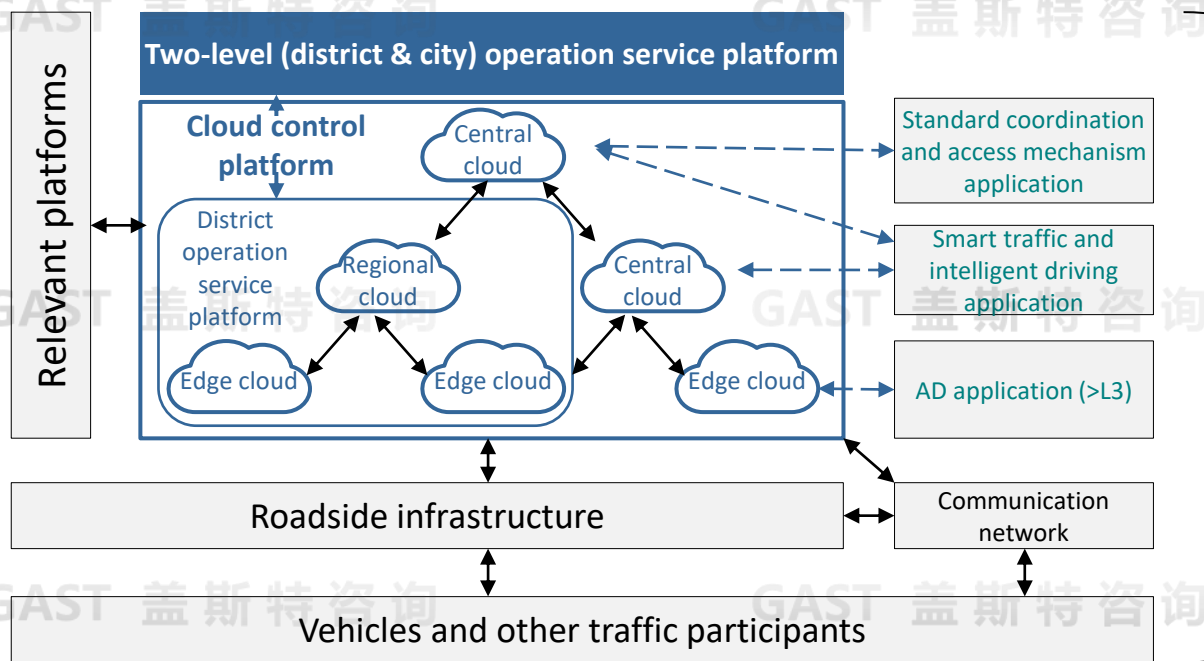 GAST 盖斯特咨询
GAST 盖斯特咨询
Relevant platforms
Two-level (district & city) operation service platform
Cloud control
platform
Central
cloud
Standard coordination
and access mechanism
application
District
operation
service
platform
Regional
cloud
Central
cloud
Smart traffic and
intelligent driving
application
GAST 盖斯特咨询
GAST 盖斯特咨询
Edge cloud
Edge cloud
Edge cloud
AD application (>L3)
Roadside infrastructure
Communication
network
GAST 盖斯特咨询
GAST 盖斯特咨询
Vehicles and other traffic participants